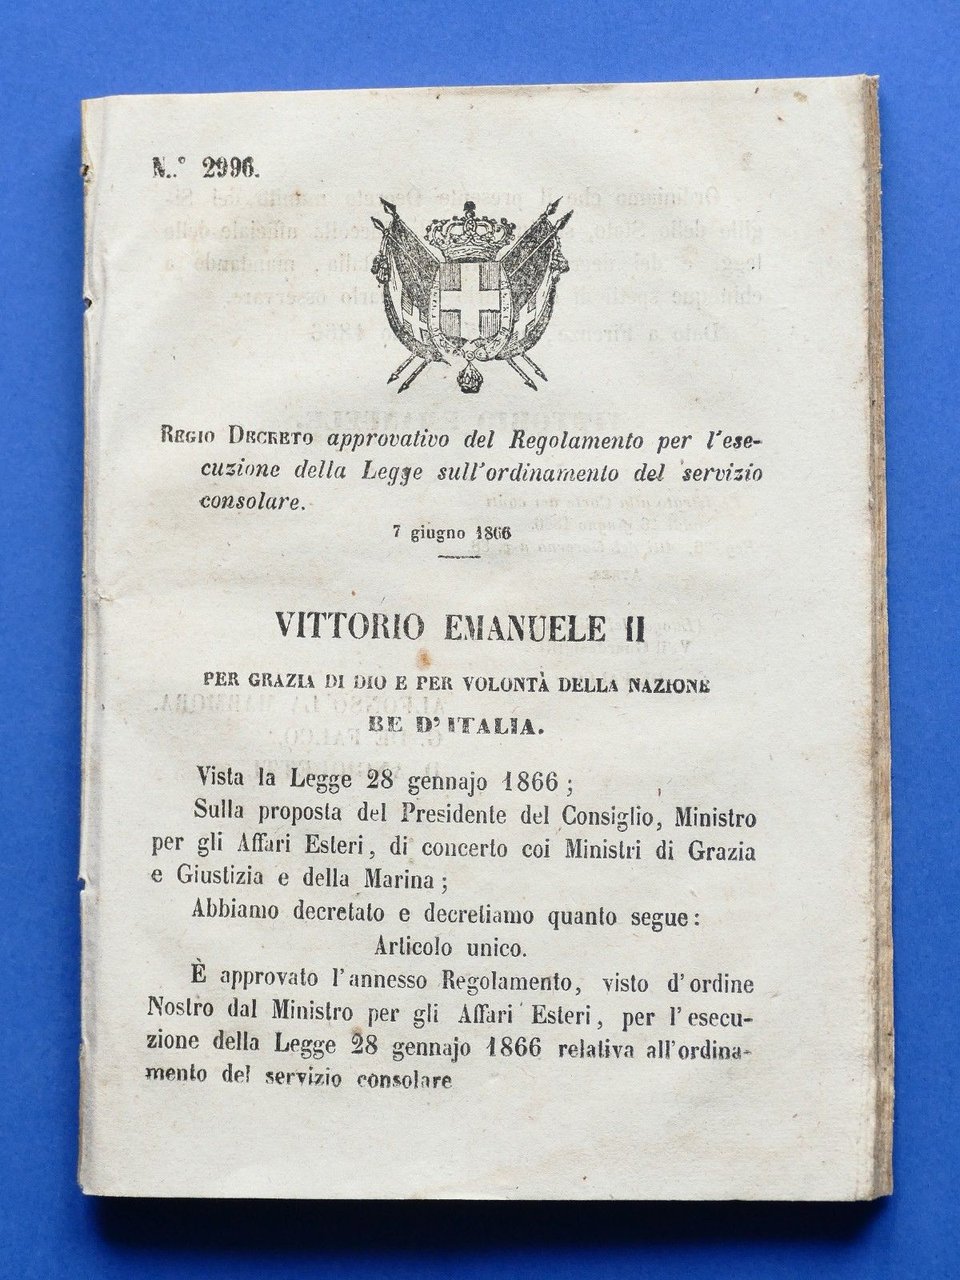 N.° 2996.
REGIO DECRETO approvativo del Regolamento per l'ese-
cuzione della Legge sull'ordinamento del servizio
consolare.
7 giugno 1866
VITTORIO EMANUELE II
PER GRAZIA DI DIO E PER VOLONTÀ DELLA NAZIONE
RE D'ITALIA.
Vista la Legge 28 gennajo 1866;
Sulla proposta del Presidente del Consiglio, Ministro
per gli Affari Esteri, di concerto coi Ministri di Grazia
e Giustizia e della Marina;
Abbiamo decretato e decretiamo quanto segue:
Articolo unico.
È approvato l'annesso Regolamento, visto d'ordine
Nostro dal Ministro per gli Affari Esteri, per l'esecu-
zione della Legge 28 gennajo 1866 relativa all'ordina-
mento del servizio consolare